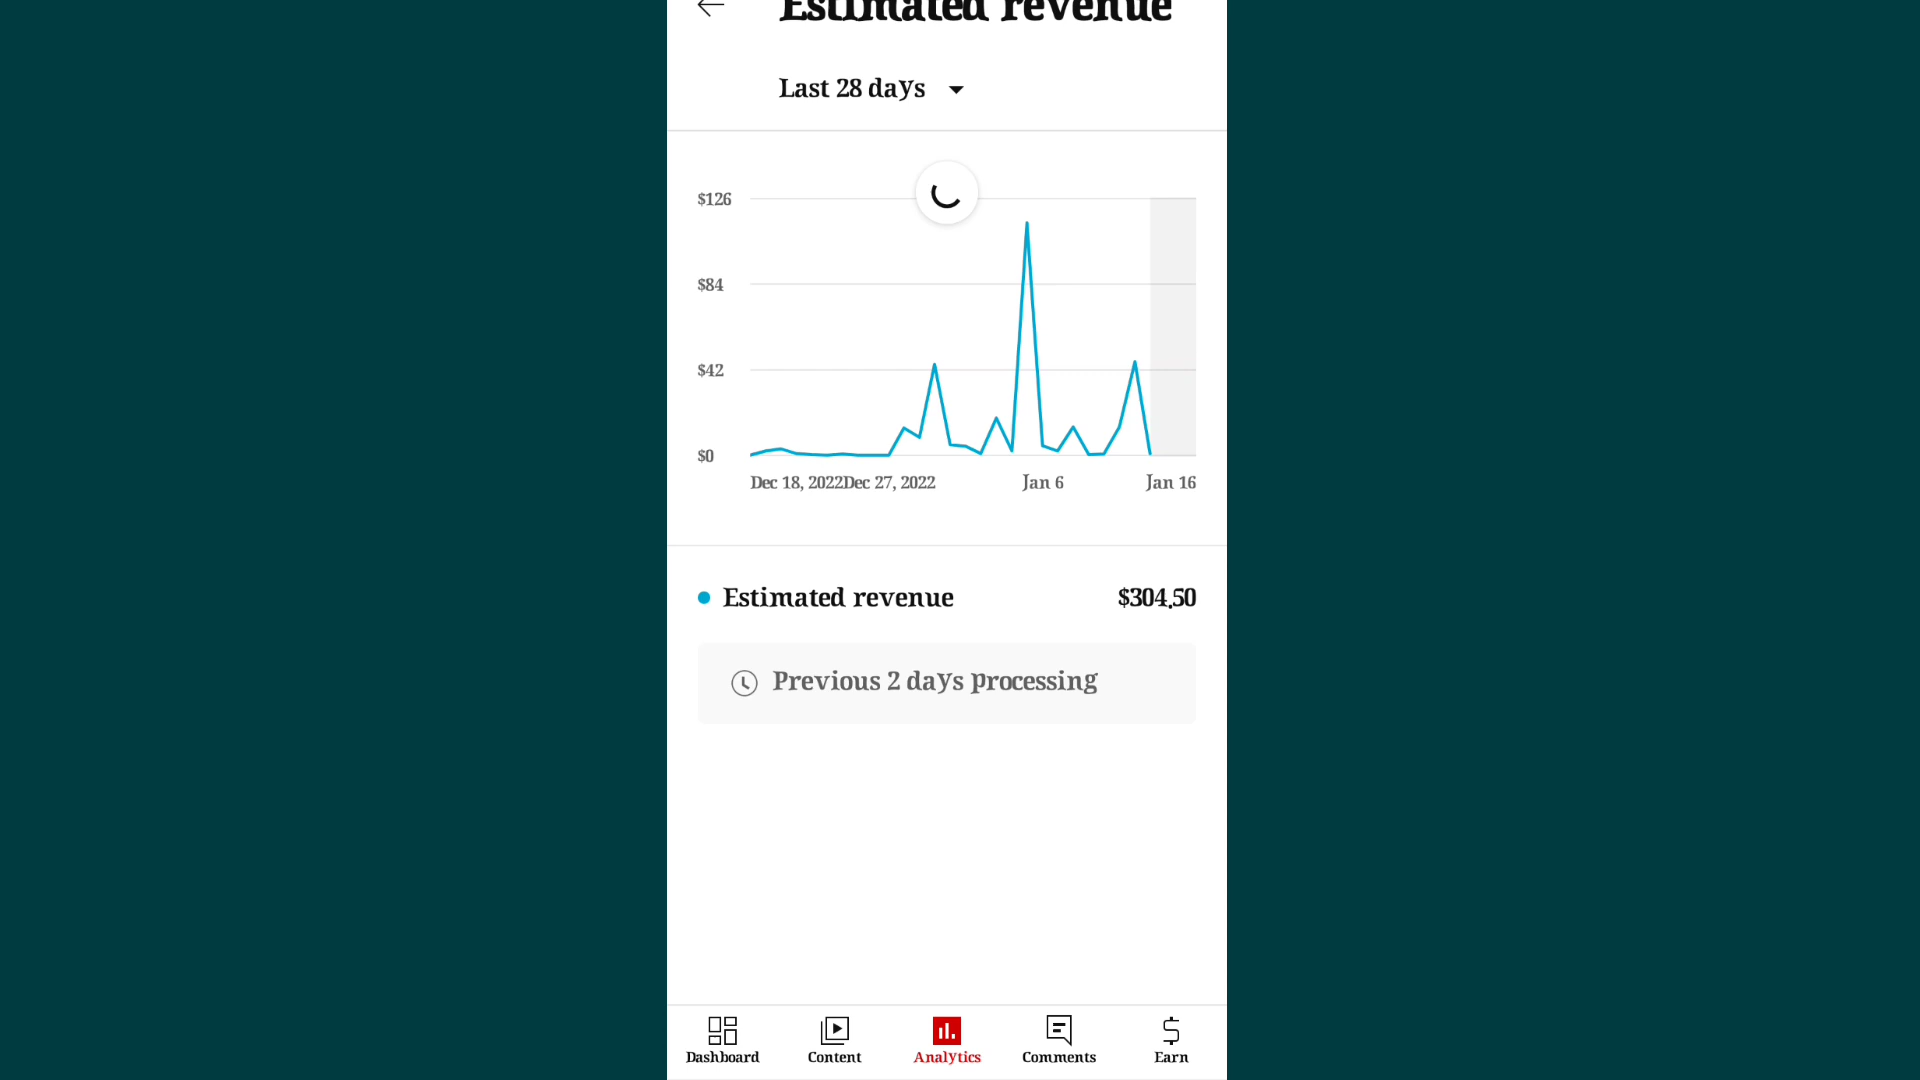 Estimated revenue
Last 28 days
$126
$84
$42
$0
Dec 18, 2022Dec 27, 2022 Jan 6 Jan 16
Estimated revenue $304.50
Previous 2 days processing
Dashboard Content Analytics Comments Earn